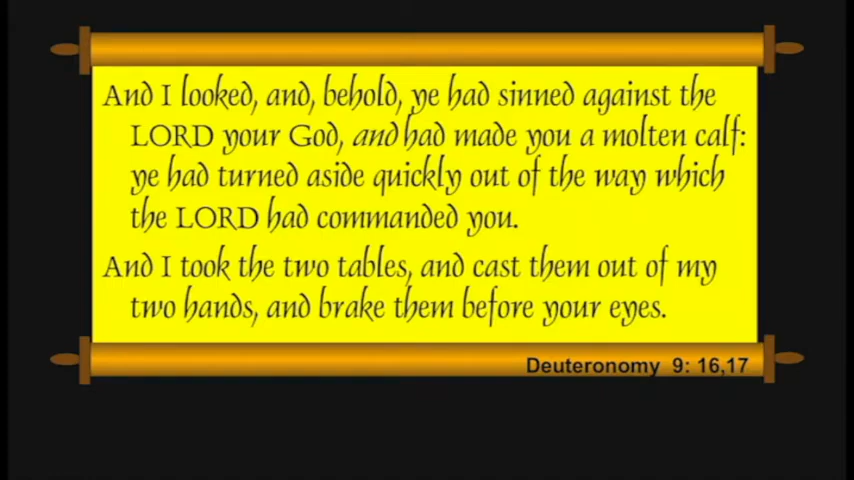 And I looked, and, behold, ye had sinned against the
LORD your God, and had made you a molten calf:
ye had turned aside quickly out of the way which
the LORD had commanded you.
And I took the two tables, and cast them out of my
two hands, and brake them before your eyes.
Deuteronomy 9: 16,17